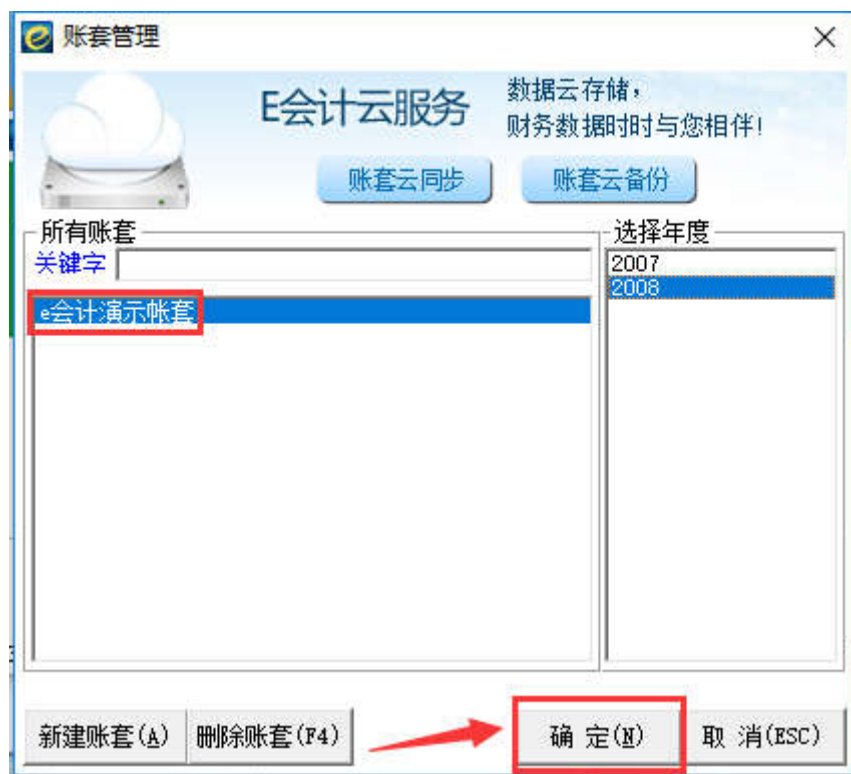 账套管理
E会计云服务
数据云存储，
财务数据时时与您相伴！
账套云同步
账套云备份
所有账套
关键字
e会计演示帐套
选择年度
2007
2008
新建账套(A)
删除账套(F4)
确 定(N)
取 消(ESC)